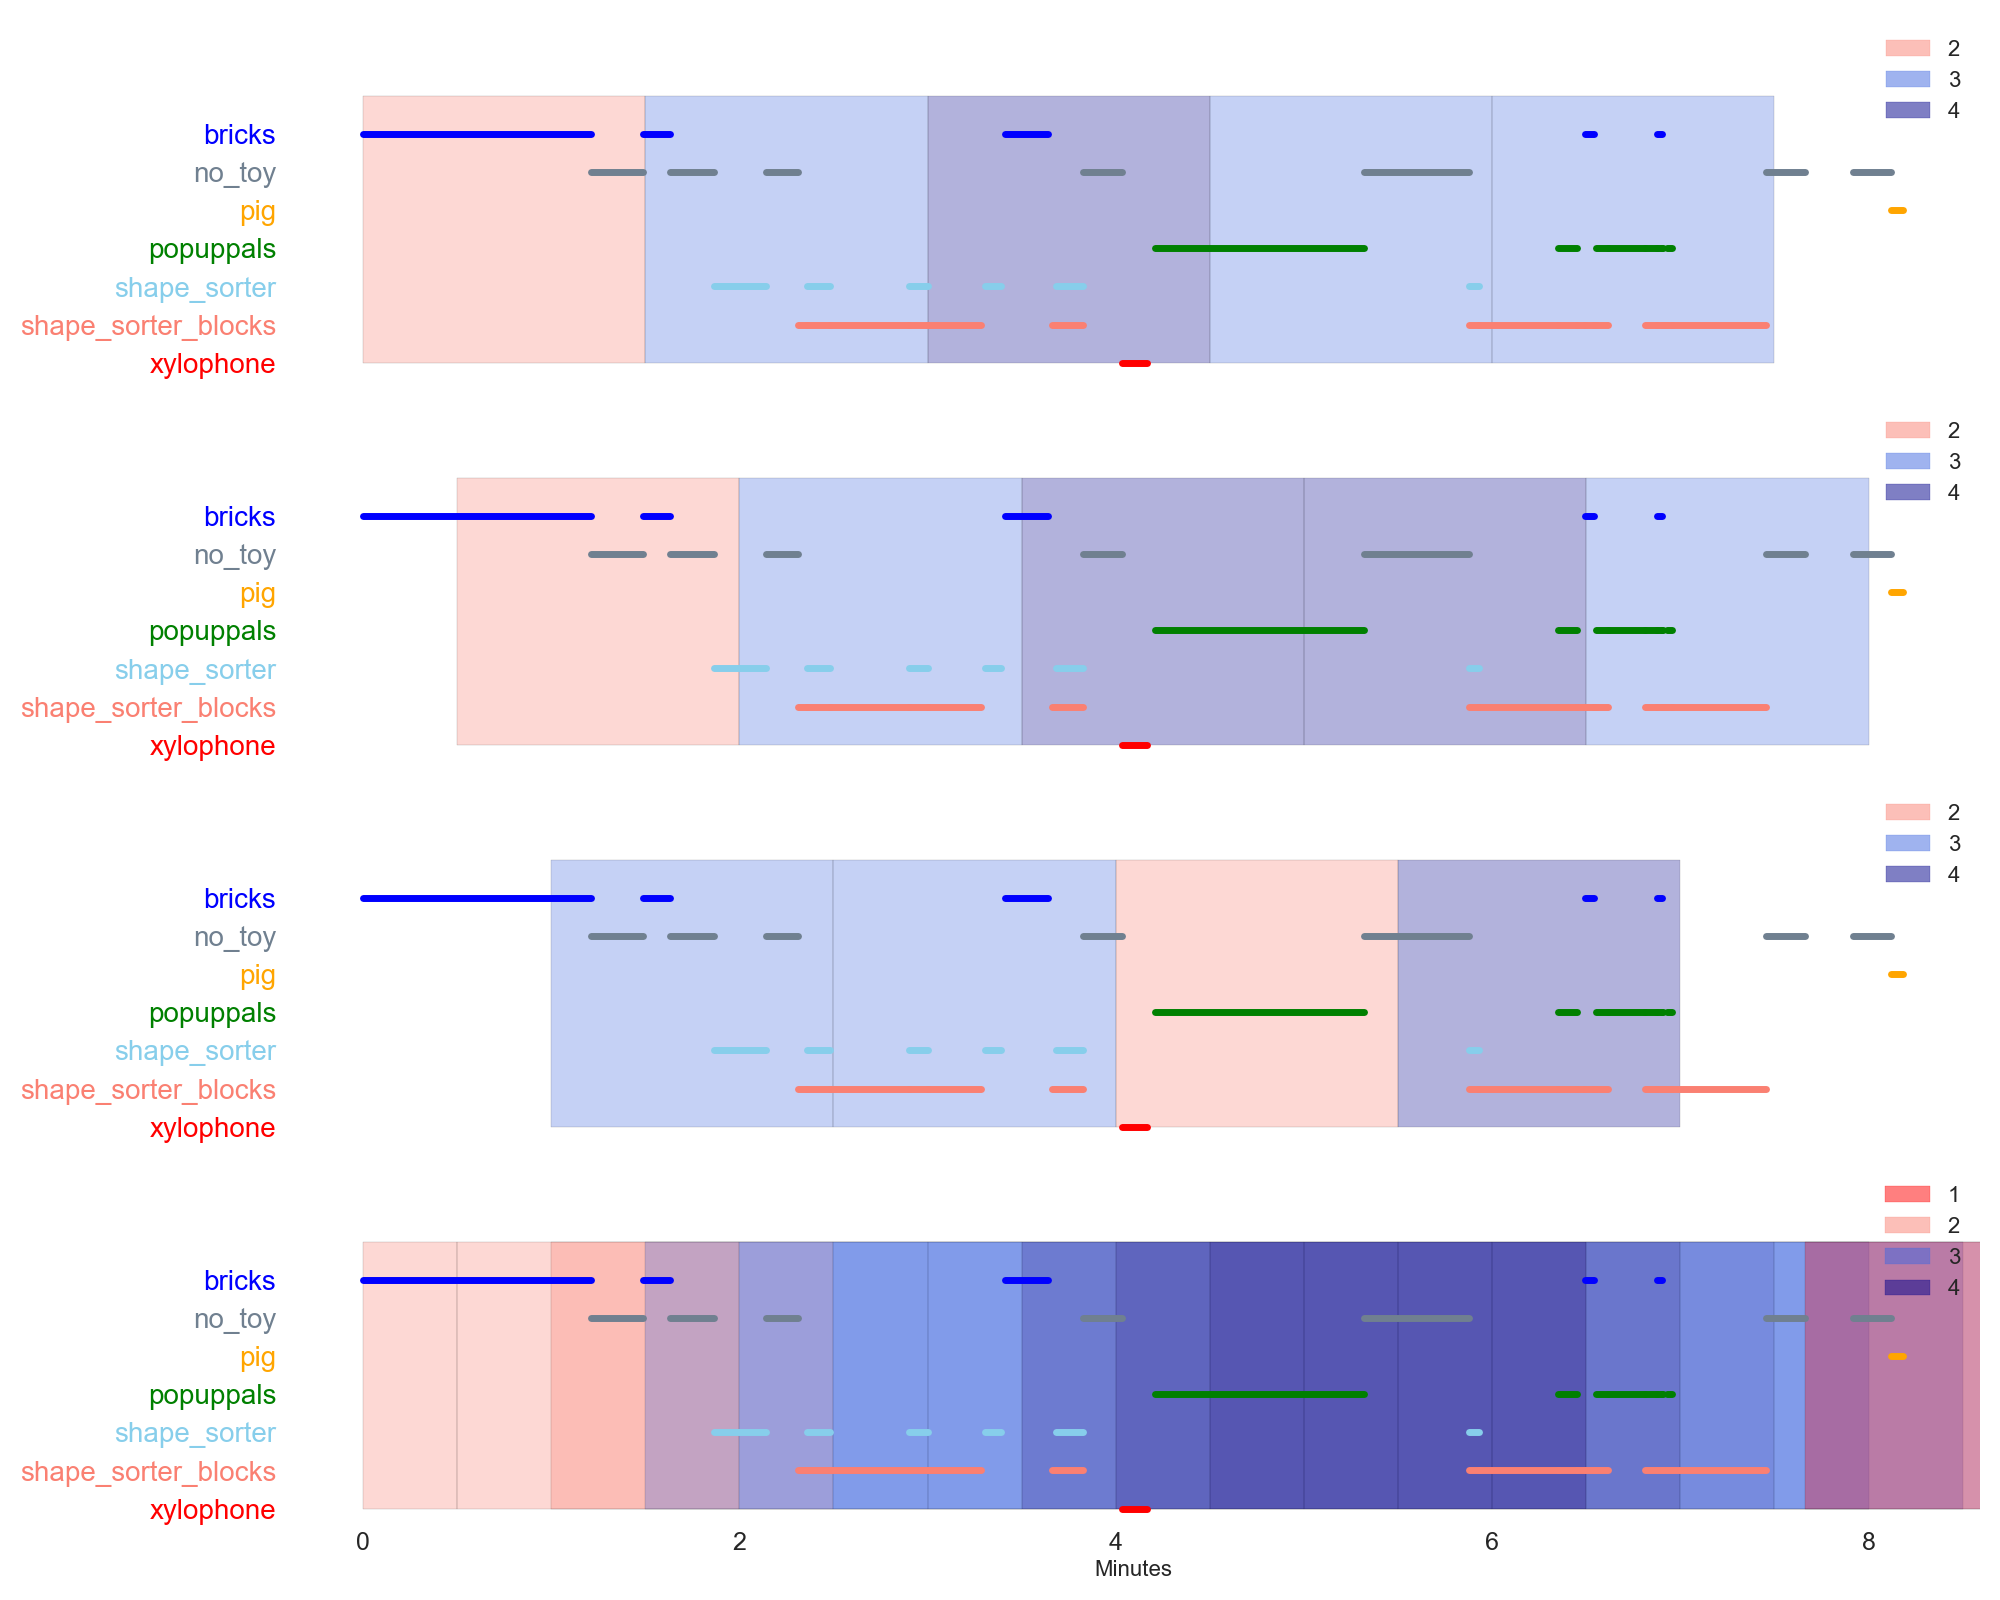 2
3
4
bricks
no_toy
pig
popuppals
shape_sorter
shape_sorter_blocks
xylophone
2
3
4
bricks
no_toy
pig
popuppals
shape_sorter
shape_sorter_blocks
xylophone
2
3
4
bricks
no_toy
pig
popuppals
shape_sorter
shape_sorter_blocks
xylophone
1
2
3
4
bricks
no_toy
pig
popuppals
shape_sorter
shape_sorter_blocks
xylophone
0 2 4 6 8
Minutes